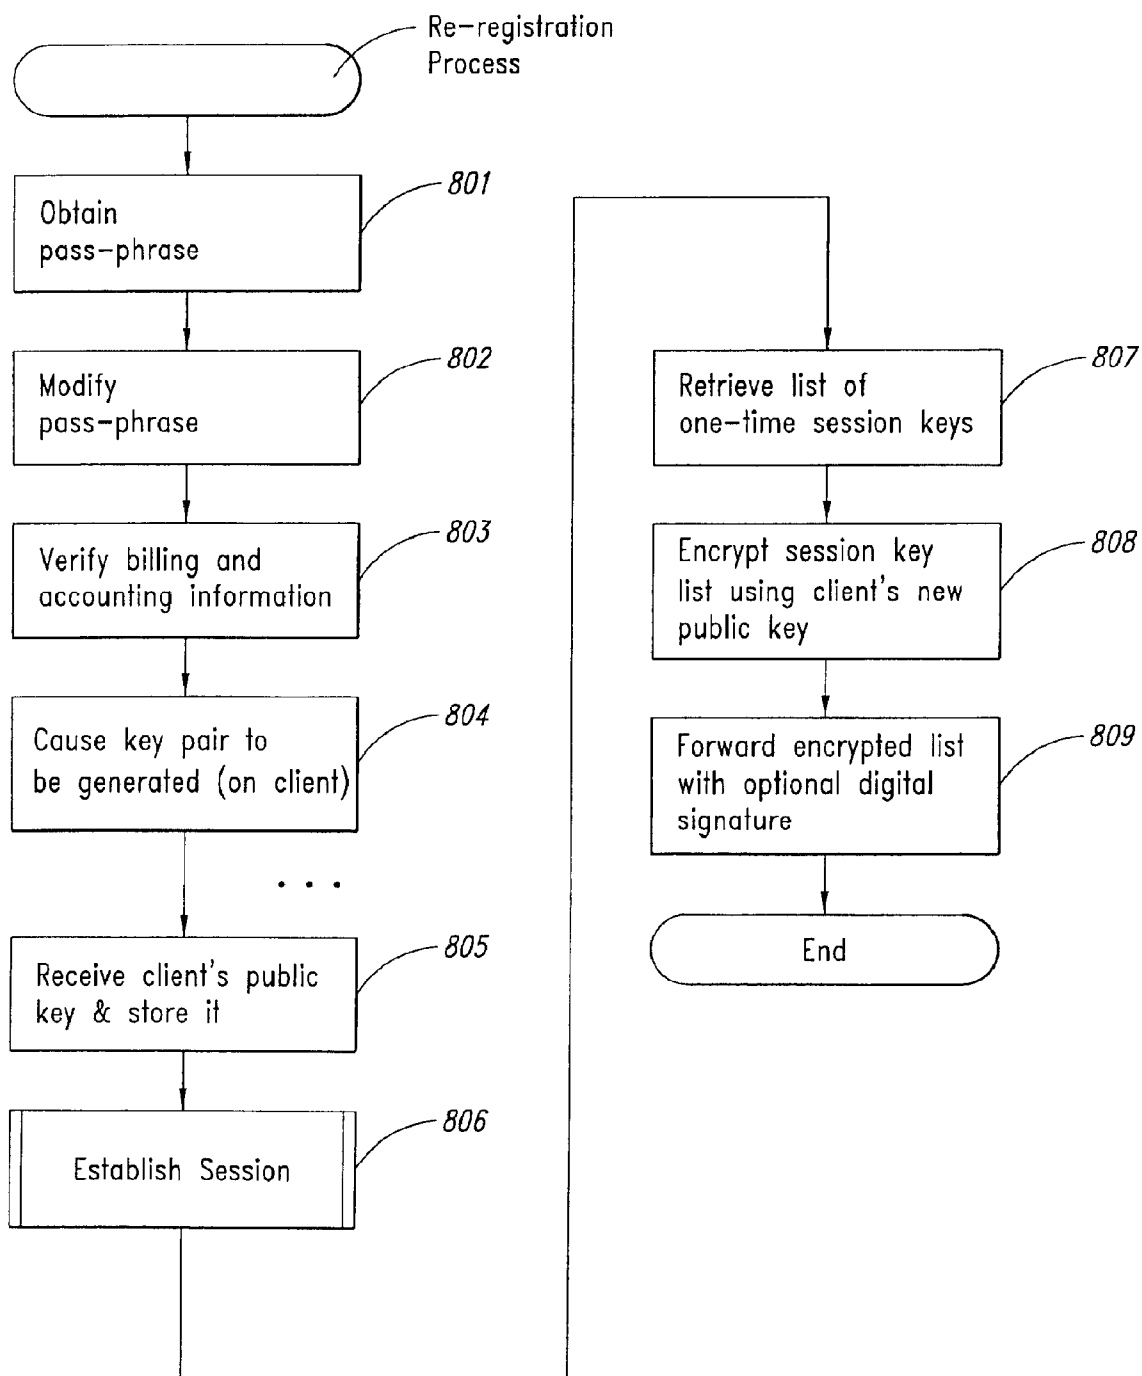 Re-registration
Process
801
Obtain
pass-phrase
802
Modify
pass-phrase
803
Verify billing and
accounting information
804
Cause key pair to
be generated (on client)
. . .
805
Receive client's public
key & store it
806
Establish Session
807
Retrieve list of
one-time session keys
808
Encrypt session key
list using client's new
public key
809
Forward encrypted list
with optional digital
signature
End